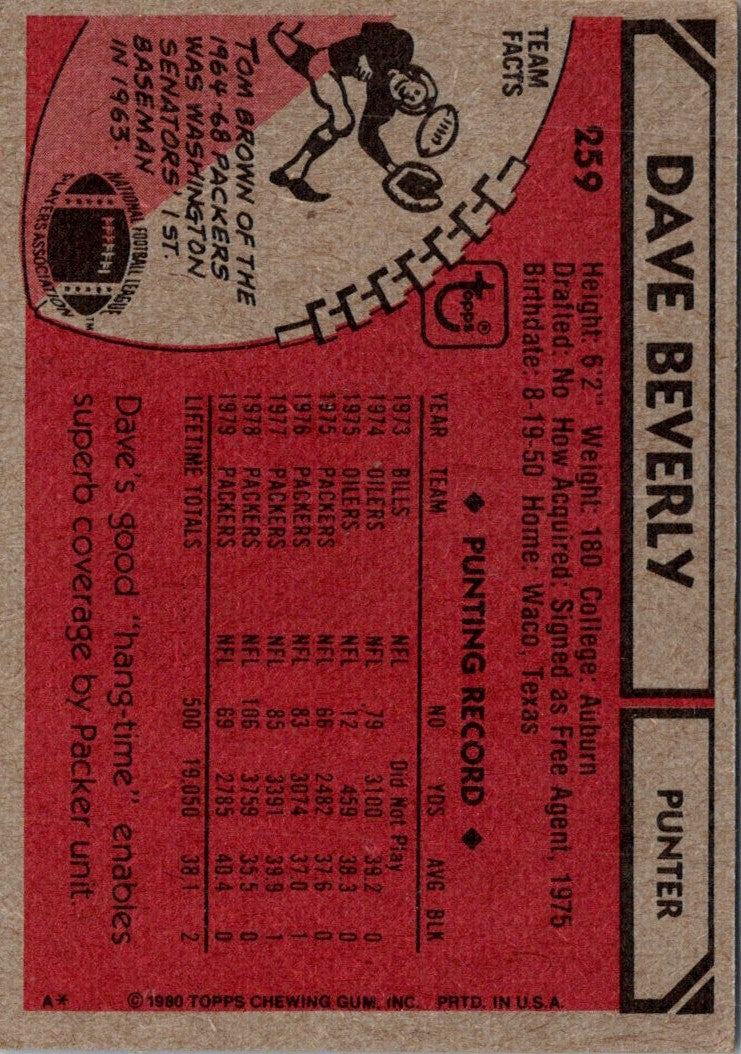 DAVE BEVERLY
PUNTER
259
Height: 6'2" Weight: 180 College: Auburn
Drafted: No How Acquired: Signed as Free Agent, 1975
Birthdate: 8-19-50 Home: Waco, Texas
TEAM
FACTS
TOM BROWN OF THE
1964-68 PACKERS
WAS WASHINGTON
SENATORS 1ST.
BASEMAN
IN 1963.
NATIONAL FOOTBALL LEAGUE
PLAYERS ASSOCIATION
TM
topps®
◆ PUNTING RECORD ◆
YEAR TEAM NO YDS AVG BLK
1973 BILLS NFL Did Not Play
1974 OILERS NFL 79 3100 39.2 0
1975 OILERS NFL 12 459 38.3 0
1975 PACKERS NFL 66 2482 37.6 0
1976 PACKERS NFL 83 3074 37.0 1
1977 PACKERS NFL 85 3391 39.9 1
1978 PACKERS NFL 106 3759 35.5 0
1979 PACKERS NFL 69 2785 40.4 0
LIFETIME TOTALS 500 19,050 38.1 2
Dave's good "hang-time" enables
superb coverage by Packer unit.
A* © 1980 TOPPS CHEWING GUM, INC. PRTD. IN U.S.A.